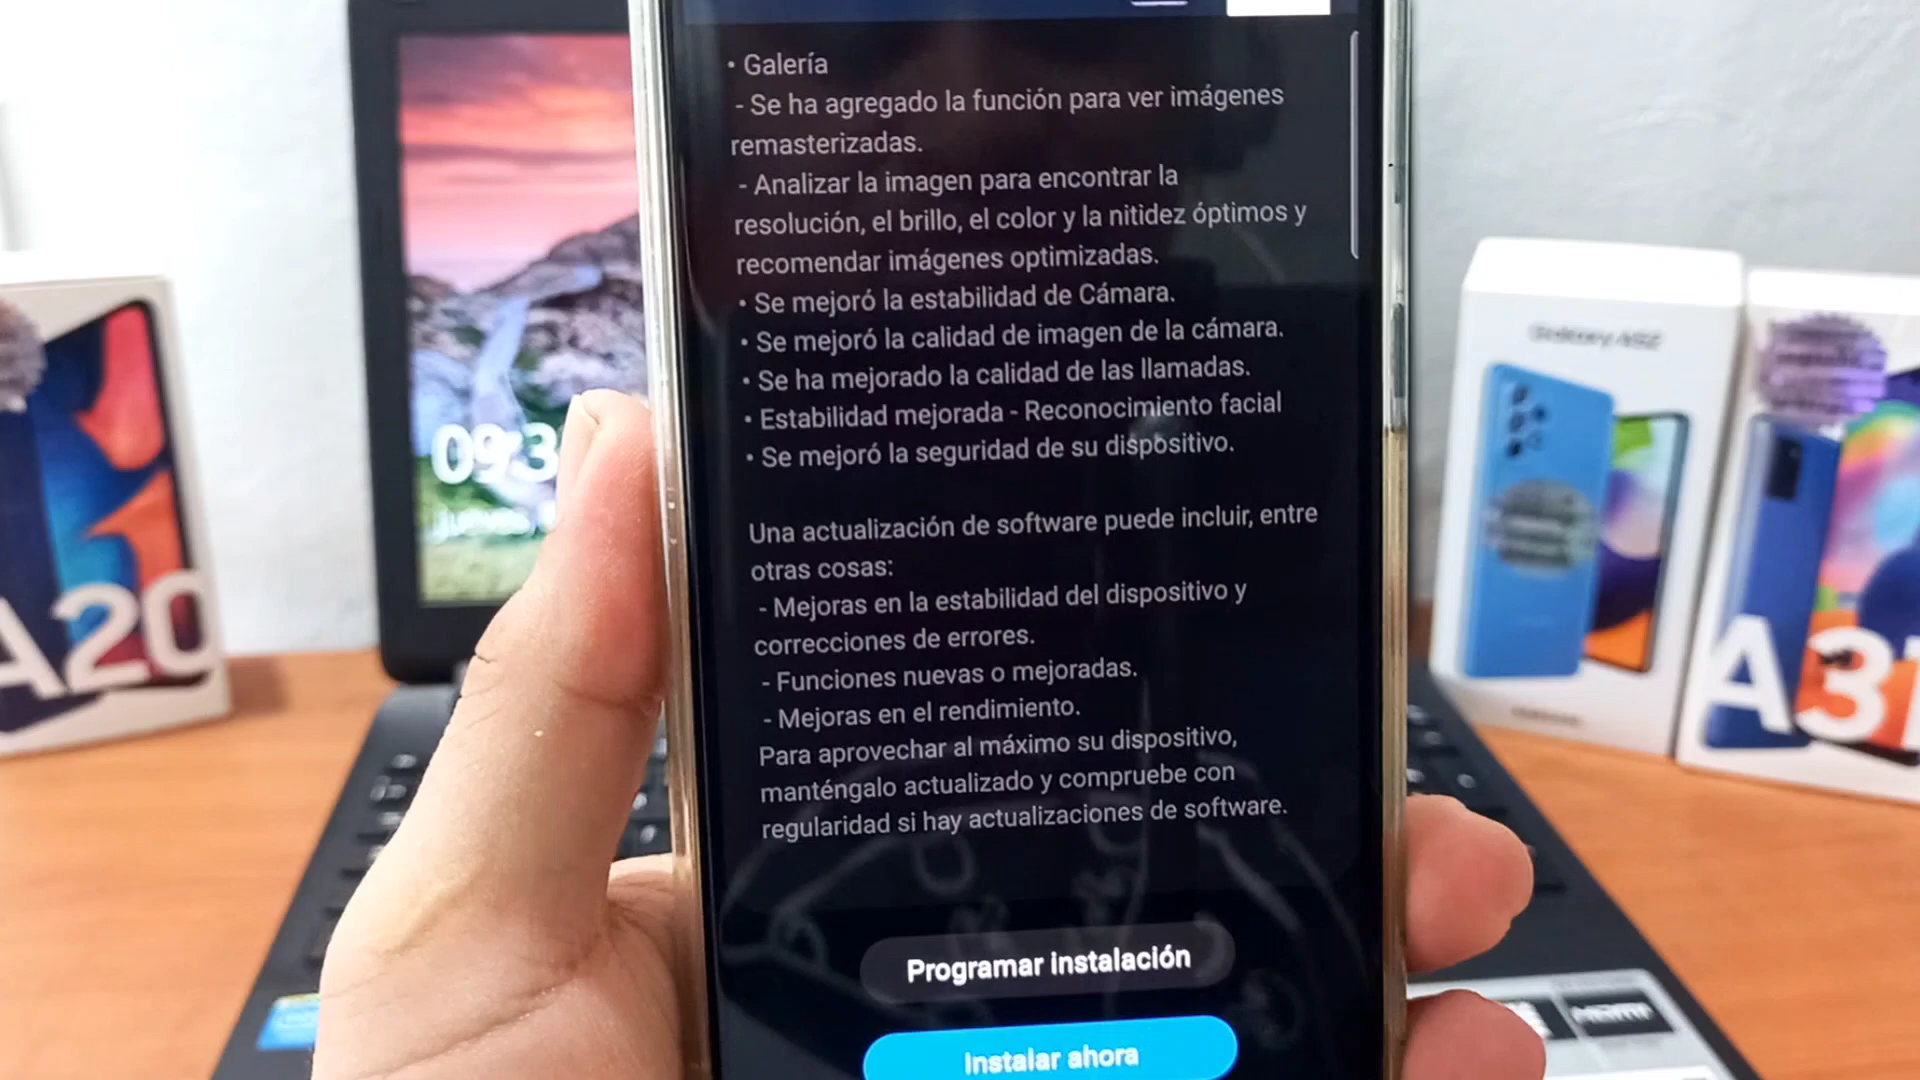 • Galería
- Se ha agregado la función para ver imágenes
remasterizadas.
- Analizar la imagen para encontrar la
resolución, el brillo, el color y la nitidez óptimos y
recomendar imágenes optimizadas.
• Se mejoró la estabilidad de Cámara.
• Se mejoró la calidad de imagen de la cámara.
• Se ha mejorado la calidad de las llamadas.
• Estabilidad mejorada - Reconocimiento facial
• Se mejoró la seguridad de su dispositivo.
Una actualización de software puede incluir, entre
otras cosas:
- Mejoras en la estabilidad del dispositivo y
correcciones de errores.
- Funciones nuevas o mejoradas.
- Mejoras en el rendimiento.
Para aprovechar al máximo su dispositivo,
manténgalo actualizado y compruebe con
regularidad si hay actualizaciones de software.
Programar instalación
Instalar ahora
09:3
A20
Galaxy A52
A31
HDMI